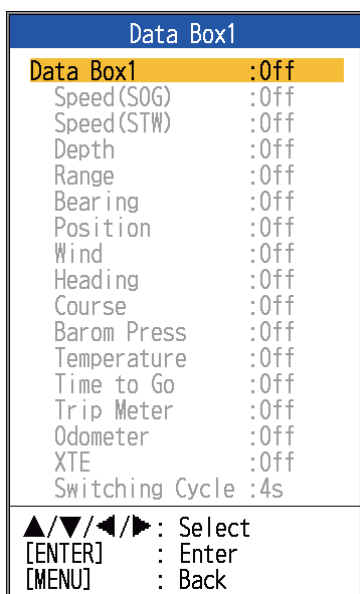 Data Box1
Data Box1 :Off
Speed(SOG) :Off
Speed(STW) :Off
Depth :Off
Range :Off
Bearing :Off
Position :Off
Wind :Off
Heading :Off
Course :Off
Barom Press :Off
Temperature :Off
Time to Go :Off
Trip Meter :Off
Odometer :Off
XTE :Off
Switching Cycle :4s
▲/▼/◀/▶: Select
[ENTER] : Enter
[MENU] : Back